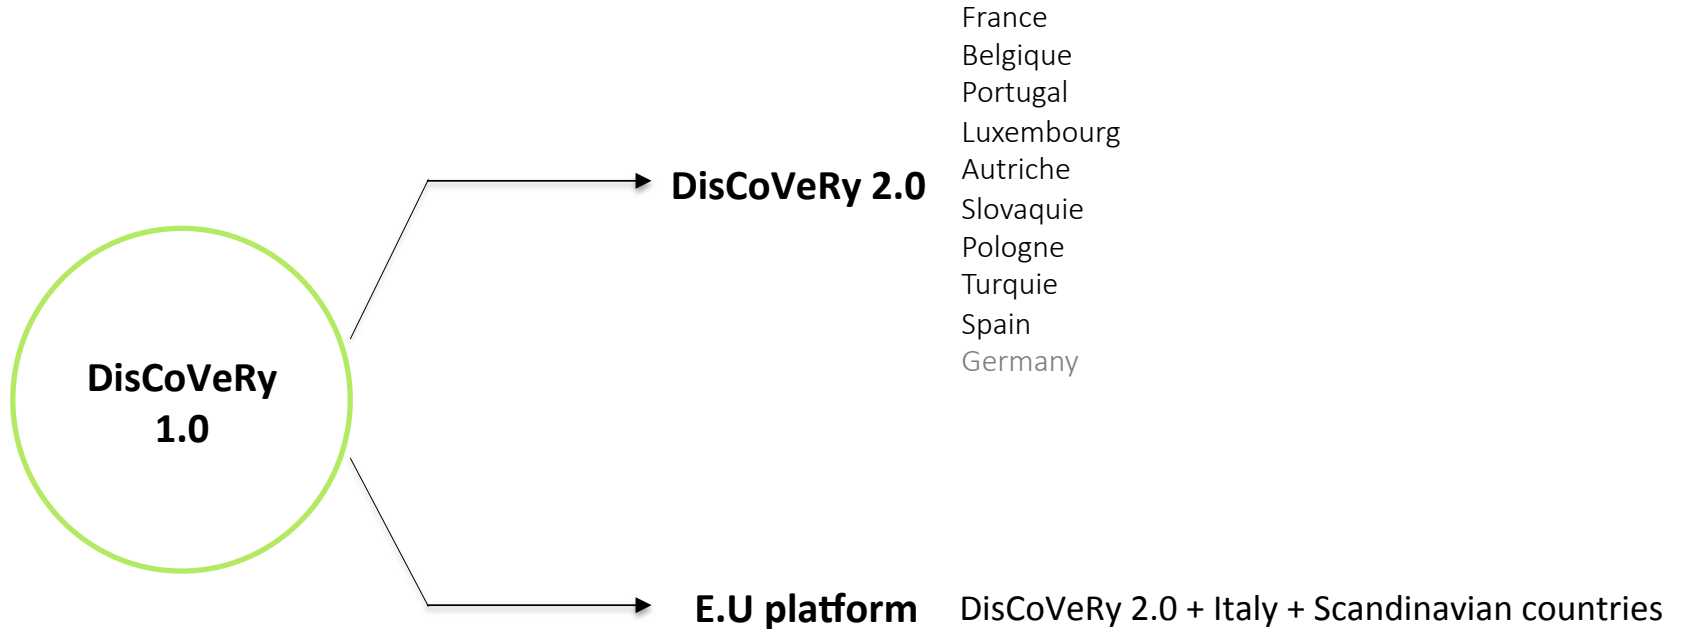 France
Belgique
Portugal
Luxembourg
Autriche
DisCoVeRy 2.0
Slovaquie
Pologne
Turquie
Spain
Germany
DisCoVeRy
1.0
E.U platform
DisCoVeRy 2.0 + Italy + Scandinavian countries